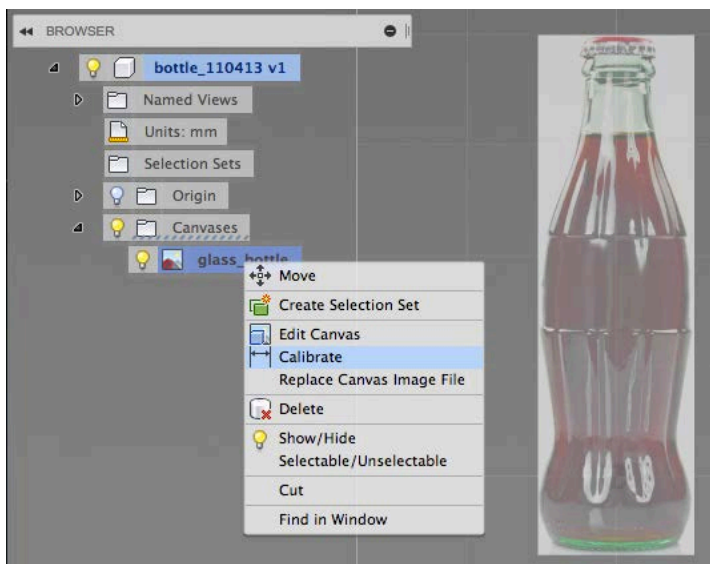 BROWSER
bottle_110413 v1
Named Views
Units: mm
Selection Sets
Origin
Canvases
glass_bottle
Move
Create Selection Set
Edit Canvas
Calibrate
Replace Canvas Image File
Delete
Show/Hide
Selectable/Unselectable
Cut
Find in Window